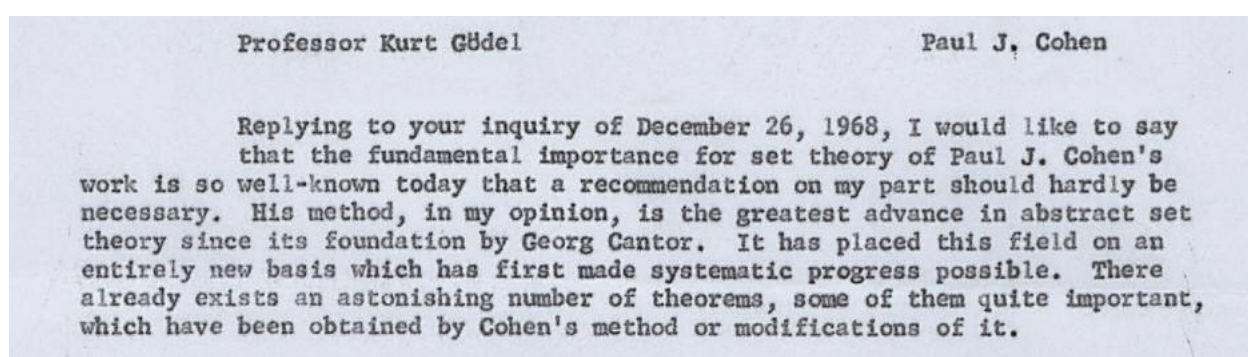 Professor Kurt Gödel Paul J. Cohen
Replying to your inquiry of December 26, 1968, I would like to say
that the fundamental importance for set theory of Paul J. Cohen's
work is so well-known today that a recommendation on my part should hardly be
necessary. His method, in my opinion, is the greatest advance in abstract set
theory since its foundation by Georg Cantor. It has placed this field on an
entirely new basis which has first made systematic progress possible. There
already exists an astonishing number of theorems, some of them quite important,
which have been obtained by Cohen's method or modifications of it.